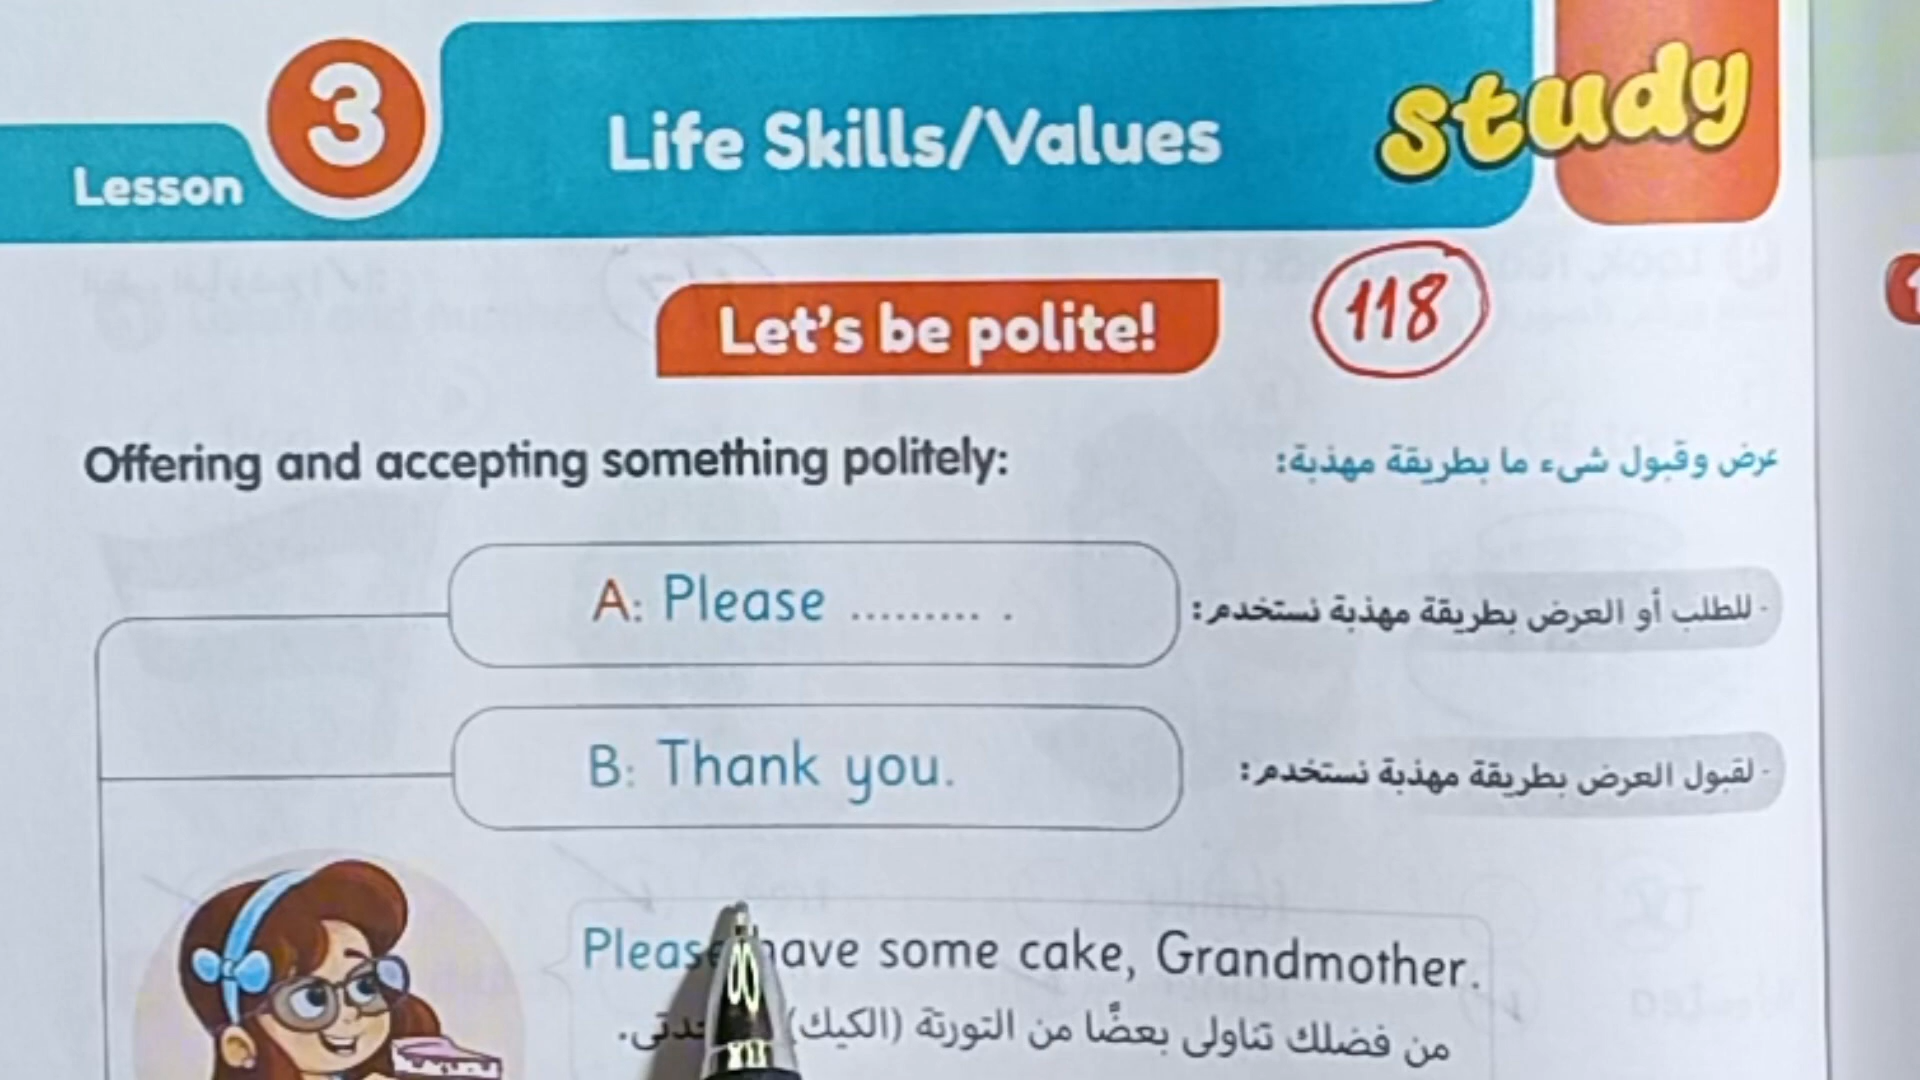 Lesson 3 Life Skills/Values Study
Let's be polite!
118
Offering and accepting something politely:
عرض وقبول شىء ما بطريقة مهذبة:
A: Please ......... .
- للطلب أو العرض بطريقة مهذبة نستخدم:
B: Thank you.
- لقبول العرض بطريقة مهذبة نستخدم:
Please have some cake, Grandmother.
من فضلك تناولى بعضًا من التورتة (الكيك)